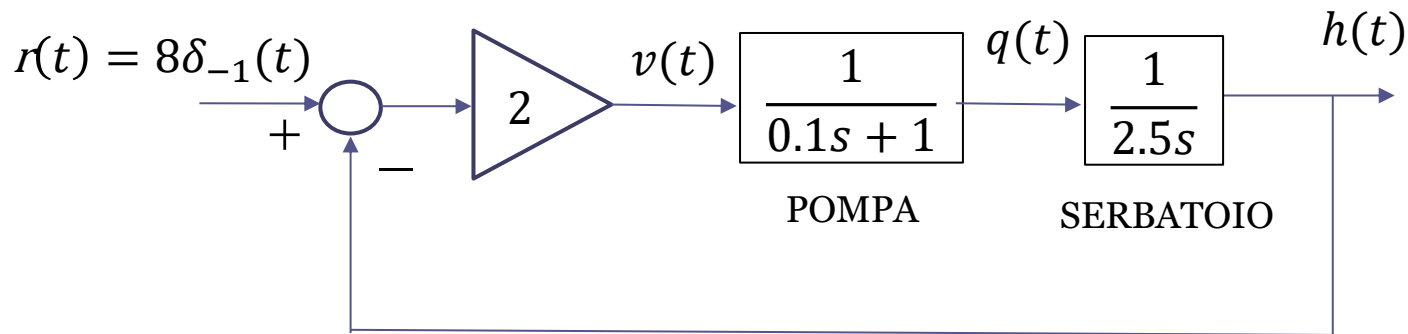 r(t) = 8δ₋₁(t)
+
−
2
v(t)
1
0.1s + 1
POMPA
q(t)
1
2.5s
SERBATOIO
h(t)